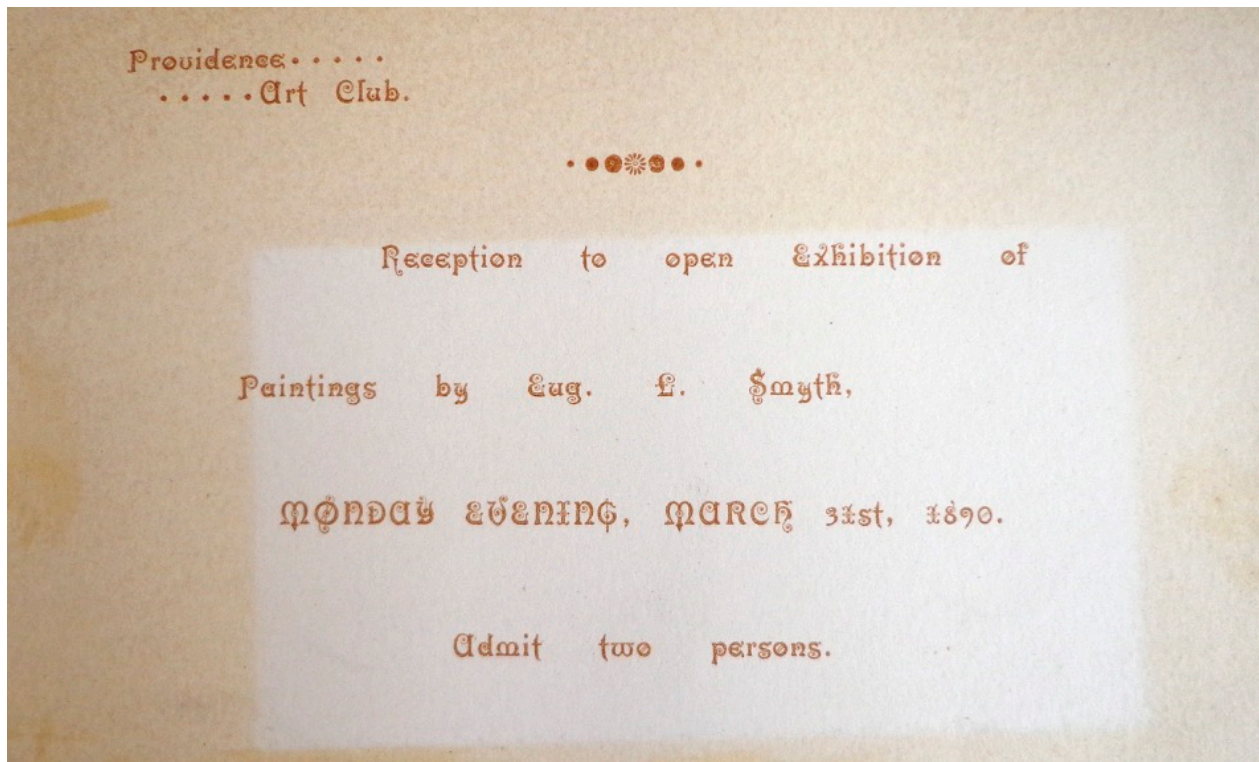 Providence · · · · ·
· · · · · Art Club.
Reception to open Exhibition of
Paintings by Eug. L. Smyth,
MONDAY EVENING, MARCH 31st, 1890.
Admit two persons.